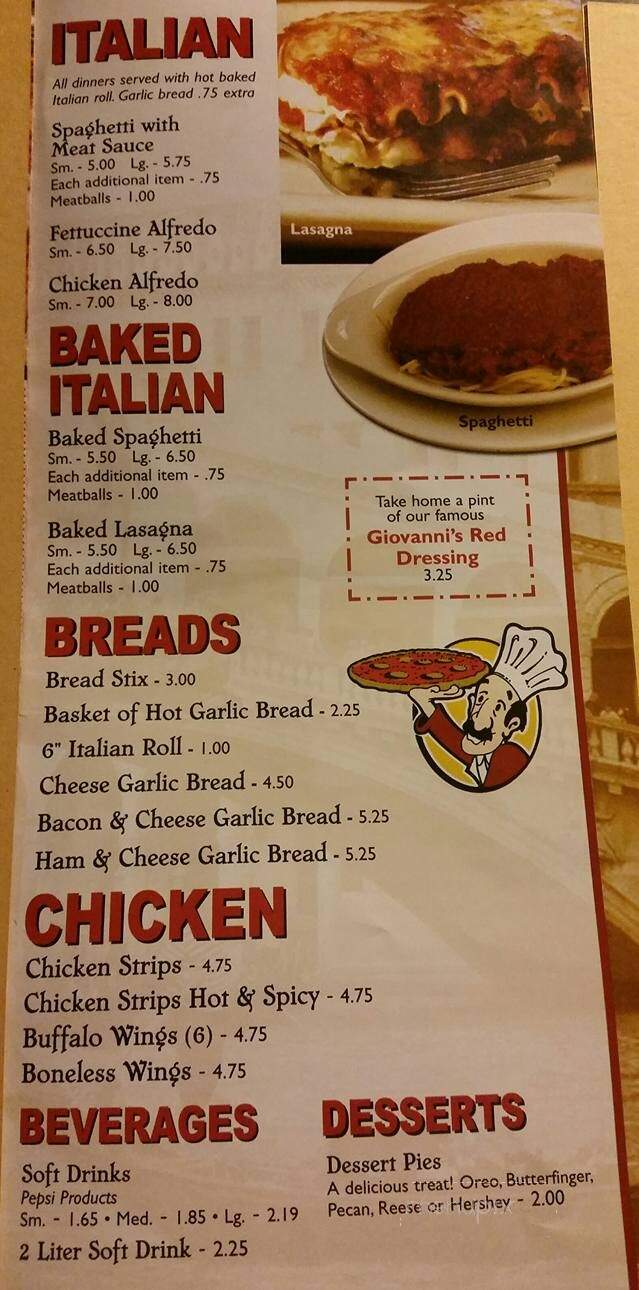 ITALIAN
All dinners served with hot baked
Italian roll. Garlic bread .75 extra
Spaghetti with
Meat Sauce
Sm. - 5.00 Lg. - 5.75
Each additional item - .75
Meatballs - 1.00
Fettuccine Alfredo
Sm. - 6.50 Lg. - 7.50
Chicken Alfredo
Sm. - 7.00 Lg. - 8.00
Lasagna
Spaghetti
BAKED
ITALIAN
Baked Spaghetti
Sm. - 5.50 Lg. - 6.50
Each additional item - .75
Meatballs - 1.00
Baked Lasagna
Sm. - 5.50 Lg. - 6.50
Each additional item - .75
Meatballs - 1.00
Take home a pint
of our famous
Giovanni's Red
Dressing
3.25
BREADS
Bread Stix - 3.00
Basket of Hot Garlic Bread - 2.25
6" Italian Roll - 1.00
Cheese Garlic Bread - 4.50
Bacon & Cheese Garlic Bread - 5.25
Ham & Cheese Garlic Bread - 5.25
CHICKEN
Chicken Strips - 4.75
Chicken Strips Hot & Spicy - 4.75
Buffalo Wings (6) - 4.75
Boneless Wings - 4.75
BEVERAGES
Soft Drinks
Pepsi Products
Sm. - 1.65 • Med. - 1.85 • Lg. - 2.19
2 Liter Soft Drink - 2.25
DESSERTS
Dessert Pies
A delicious treat! Oreo, Butterfinger,
Pecan, Reese or Hershey - 2.00